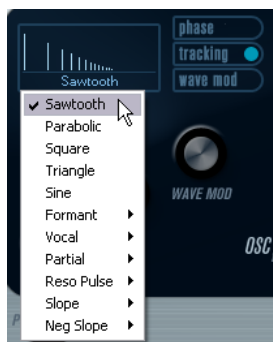 phase
tracking
wave mod
Sawtooth
Sawtooth
Parabolic
Square
Triangle
Sine
Formant
Vocal
Partial
Reso Pulse
Slope
Neg Slope
WAVE MOD
OSC
P